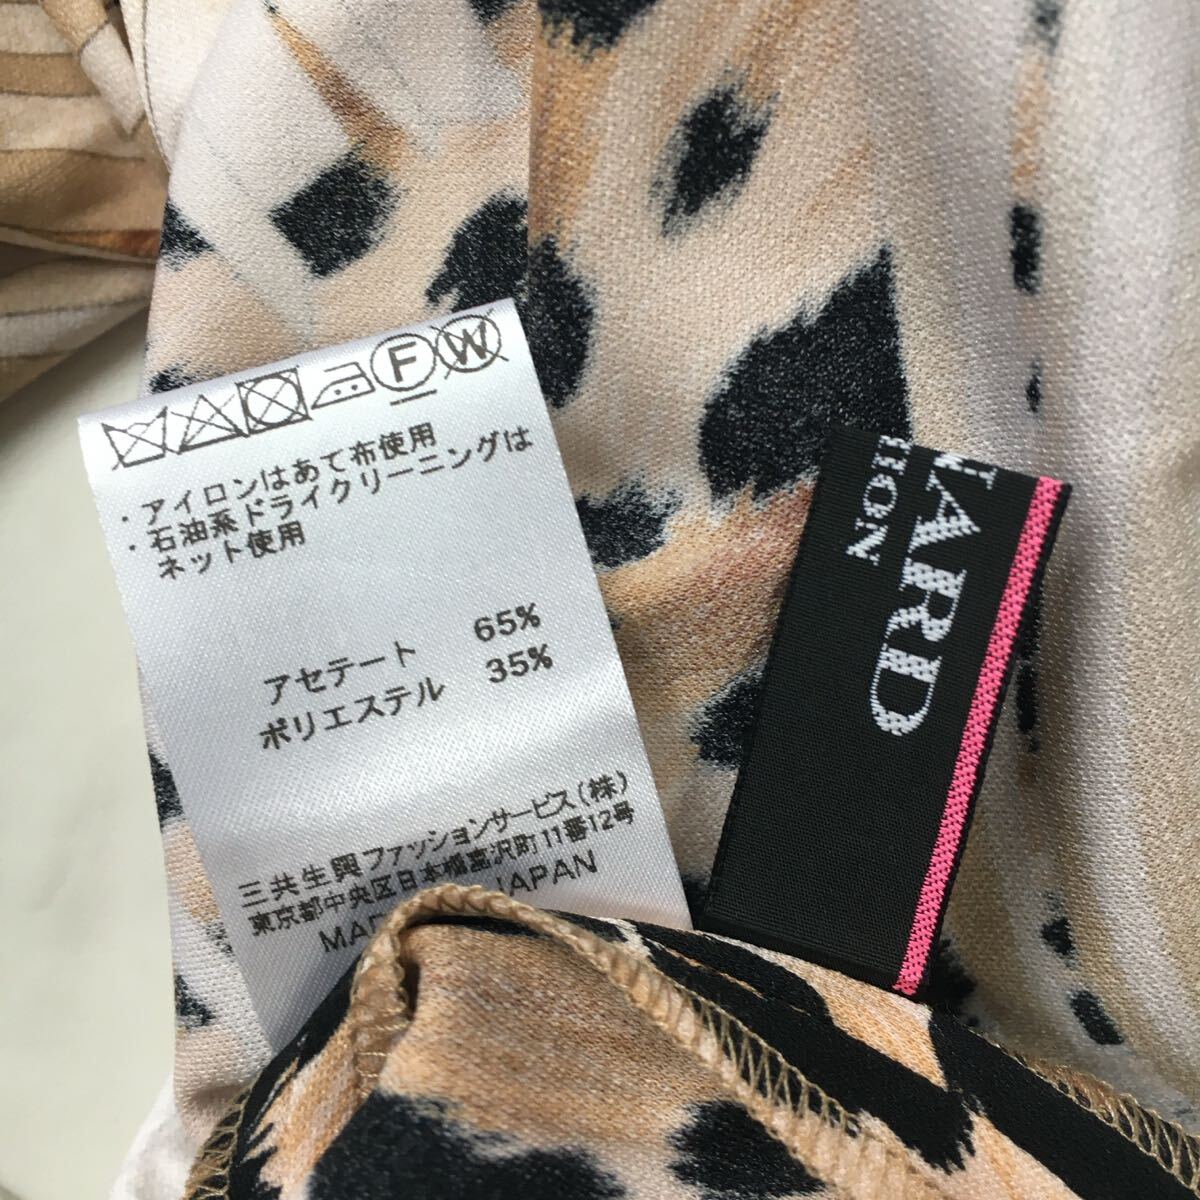 F W
・アイロンはあて布使用
・石油系ドライクリーニングは
ネット使用
アセテート 65%
ポリエステル 35%
三共生興ファッションサービス(株)
東京都中央区日本橋富沢町11番12号
JAPAN